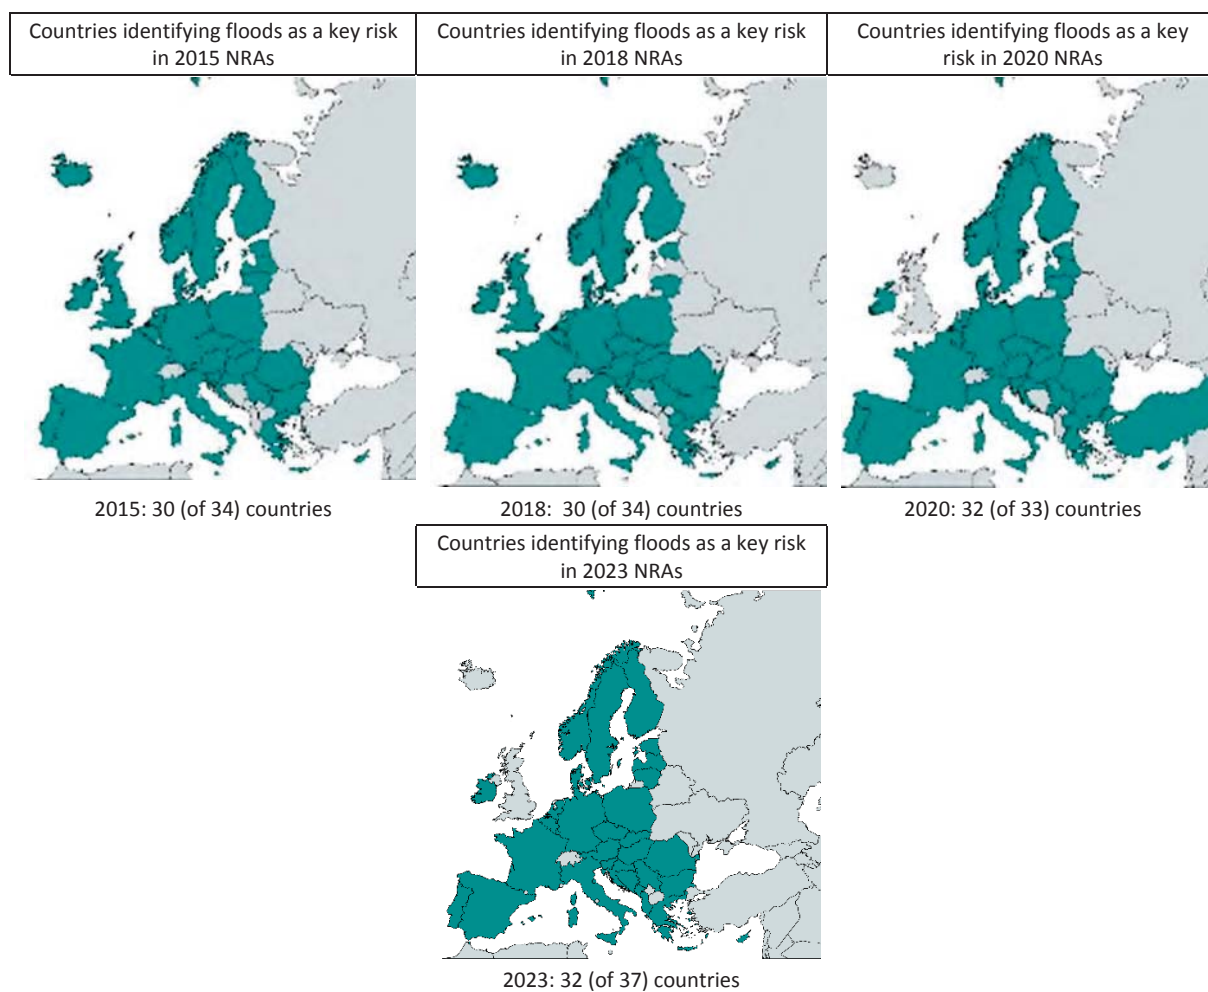 Countries identifying floods as a key risk
in 2015 NRAs
Countries identifying floods as a key risk
in 2018 NRAs
Countries identifying floods as a key
risk in 2020 NRAs
2015: 30 (of 34) countries
2018:  30 (of 34) countries
2020: 32 (of 33) countries
Countries identifying floods as a key risk
in 2023 NRAs
2023: 32 (of 37) countries